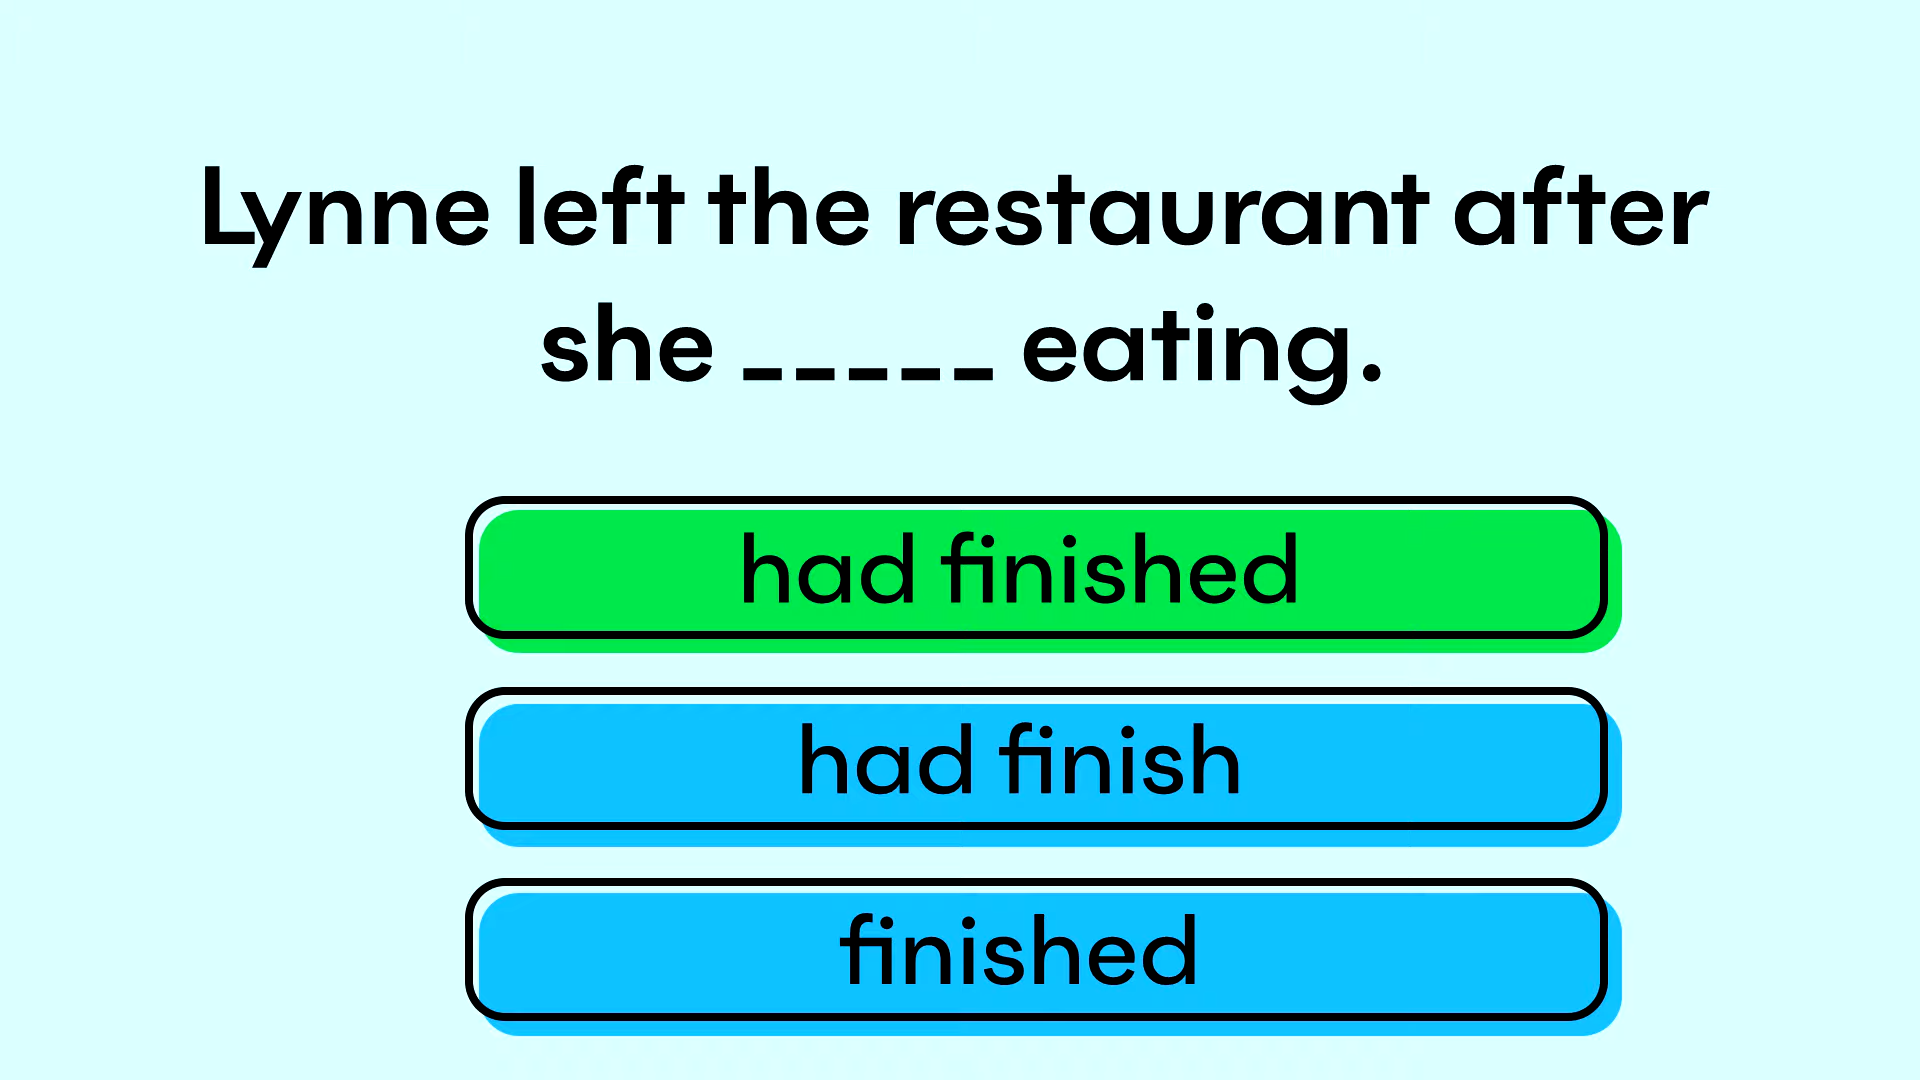 Lynne left the restaurant after
she _____ eating.
had finished
had finish
finished